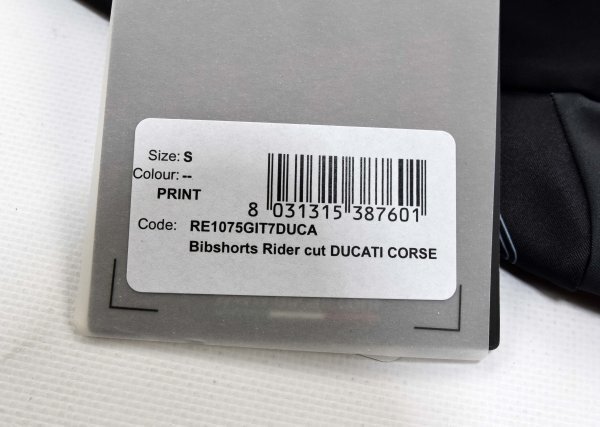 Size: S
Colour: --
PRINT
8 031315 387601
Code: RE1075GIT7DUCA
Bibshorts Rider cut DUCATI CORSE